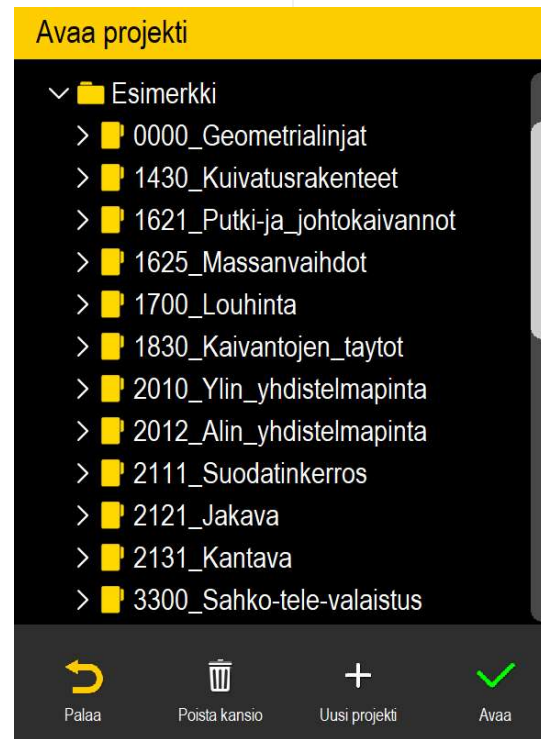 Avaa projekti
Esimerkki
0000_Geometrialinjat
1430_Kuivatusrakenteet
1621_Putki-ja_johtokaivannot
1625_Massanvaihdot
1700_Louhinta
1830_Kaivantojen_taytot
2010_Ylin_yhdistelmapinta
2012_Alin_yhdistelmapinta
2111_Suodatinkerros
2121_Jakava
2131_Kantava
3300_Sahko-tele-valaistus
Palaa Poista kansio Uusi projekti Avaa